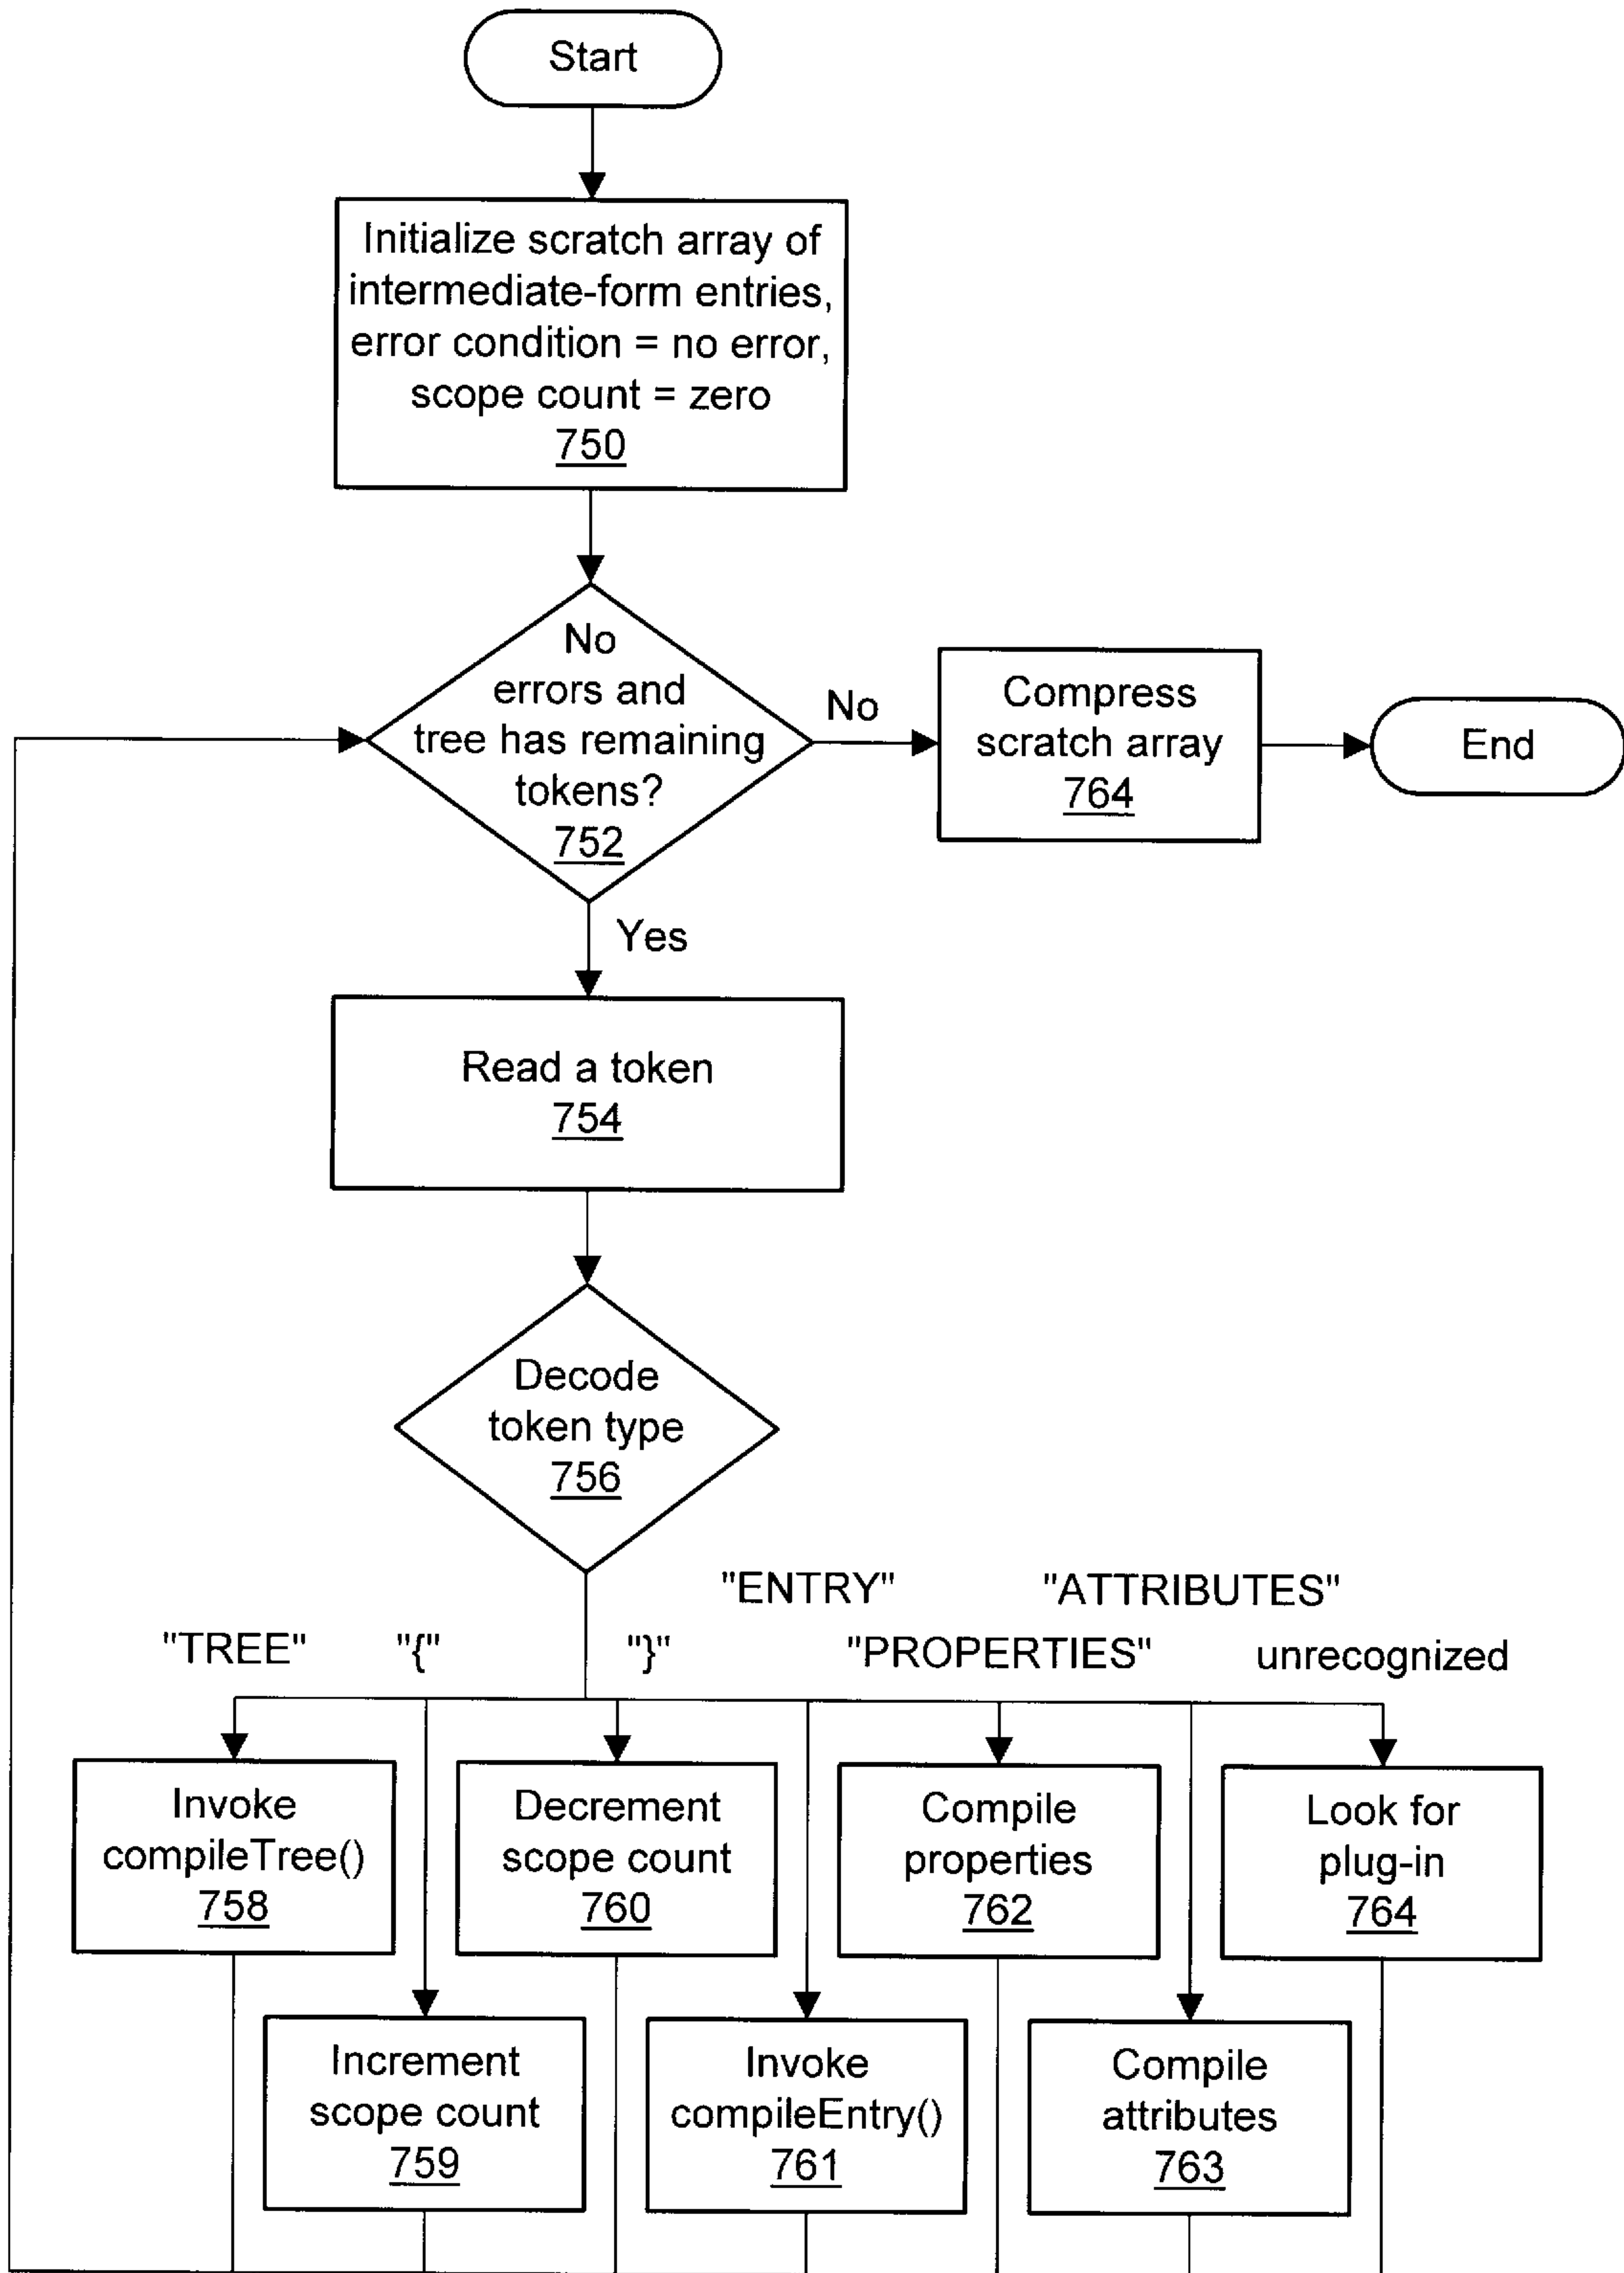 Start
Initialize scratch array of
intermediate-form entries,
error condition = no error,
scope count = zero
750
No
errors and
tree has remaining
tokens?
752
No
Compress
scratch array
764
End
Yes
Read a token
754
Decode
token type
756
"ENTRY"
"ATTRIBUTES"
"TREE"
"{"
"}"
"PROPERTIES"
unrecognized
Invoke
compileTree()
758
Decrement
scope count
760
Compile
properties
762
Look for
plug-in
764
Increment
scope count
759
Invoke
compileEntry()
761
Compile
attributes
763